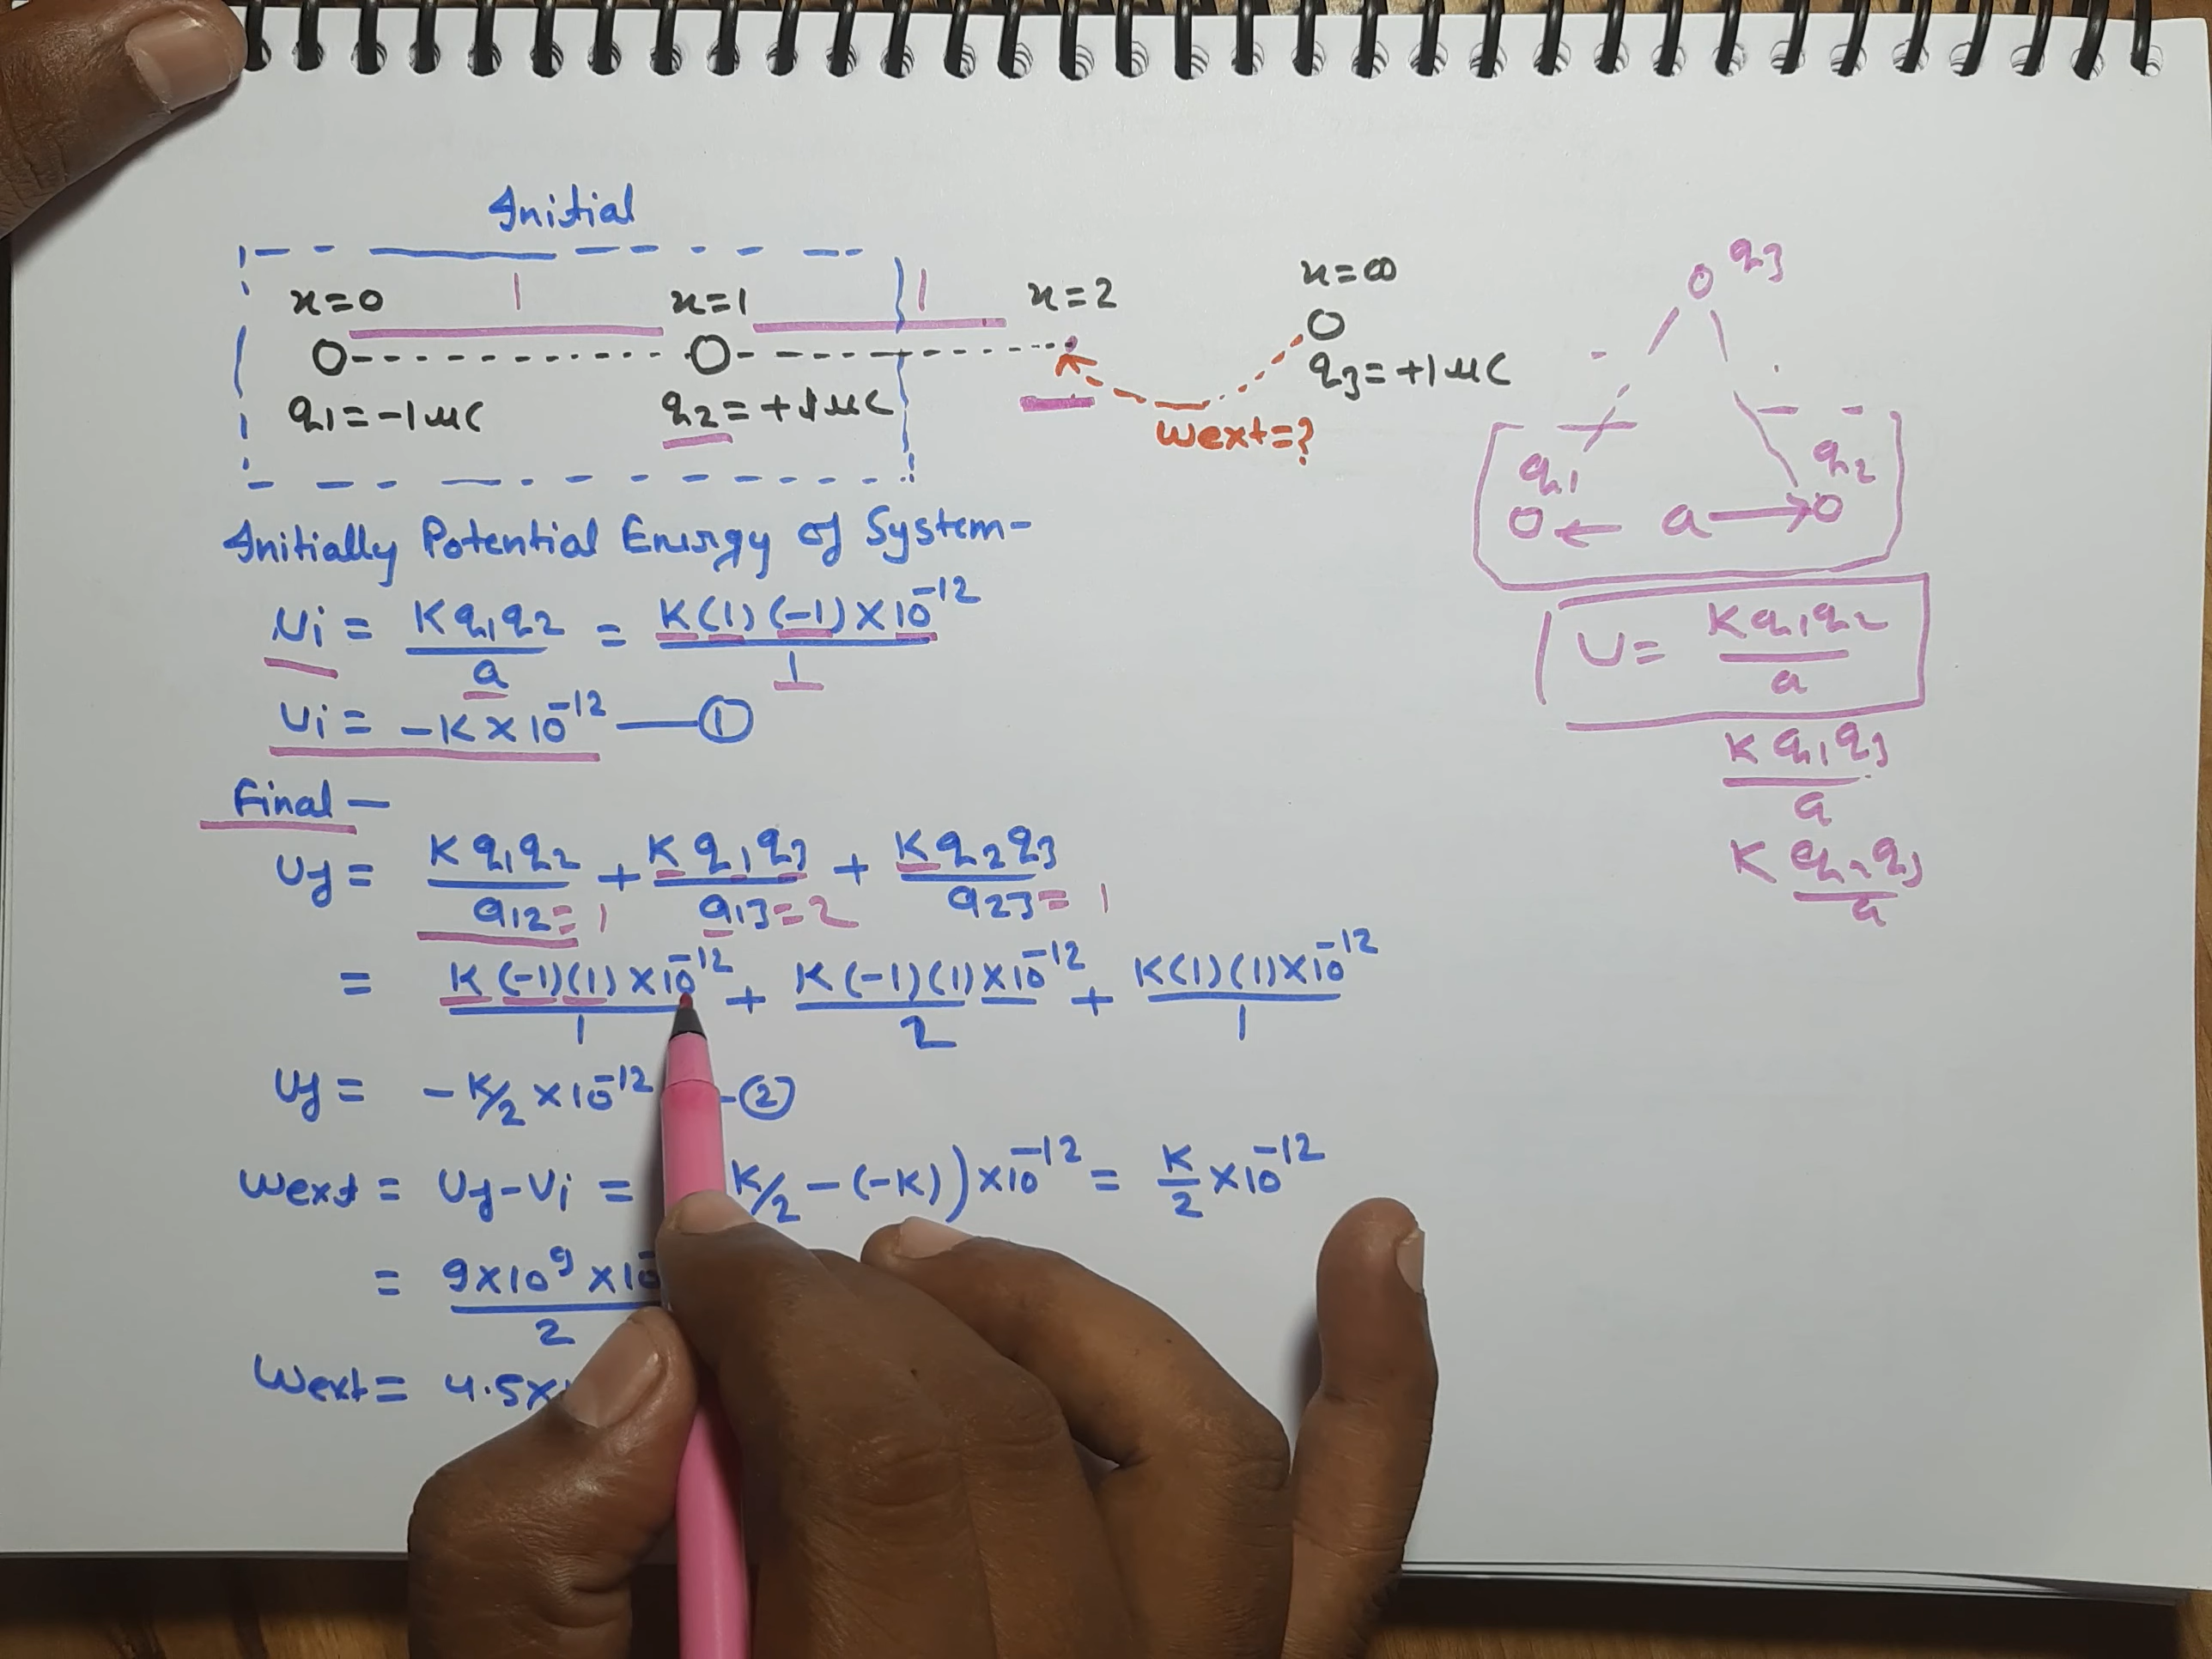 Initial
x=0 1 x=1 1 x=2 x=∞
q1=-1μC q2=+1μC q3=+1μC
Wext=?
Initially Potential Energy of System-
Ui = Kq1q2/a = K(1)(-1)×10^-12/1
Ui = -K×10^-12 — ①
Final —
Uf = Kq1q2/a12=1 + Kq1q3/a13=2 + Kq2q3/a23=1
= K(-1)(1)×10^-12/1 + K(-1)(1)×10^-12/2 + K(1)(1)×10^-12/1
Uf = -K/2 ×10^-12 -②
Wext = Uf-Ui = K/2 -(-K))×10^-12 = K/2 ×10^-12
= 9×10^9 ×10/2
Wext = 4.5×
q3
q1 q2
a
U = Kq1q2/a
Kq1q3/a
Kq2q3/a